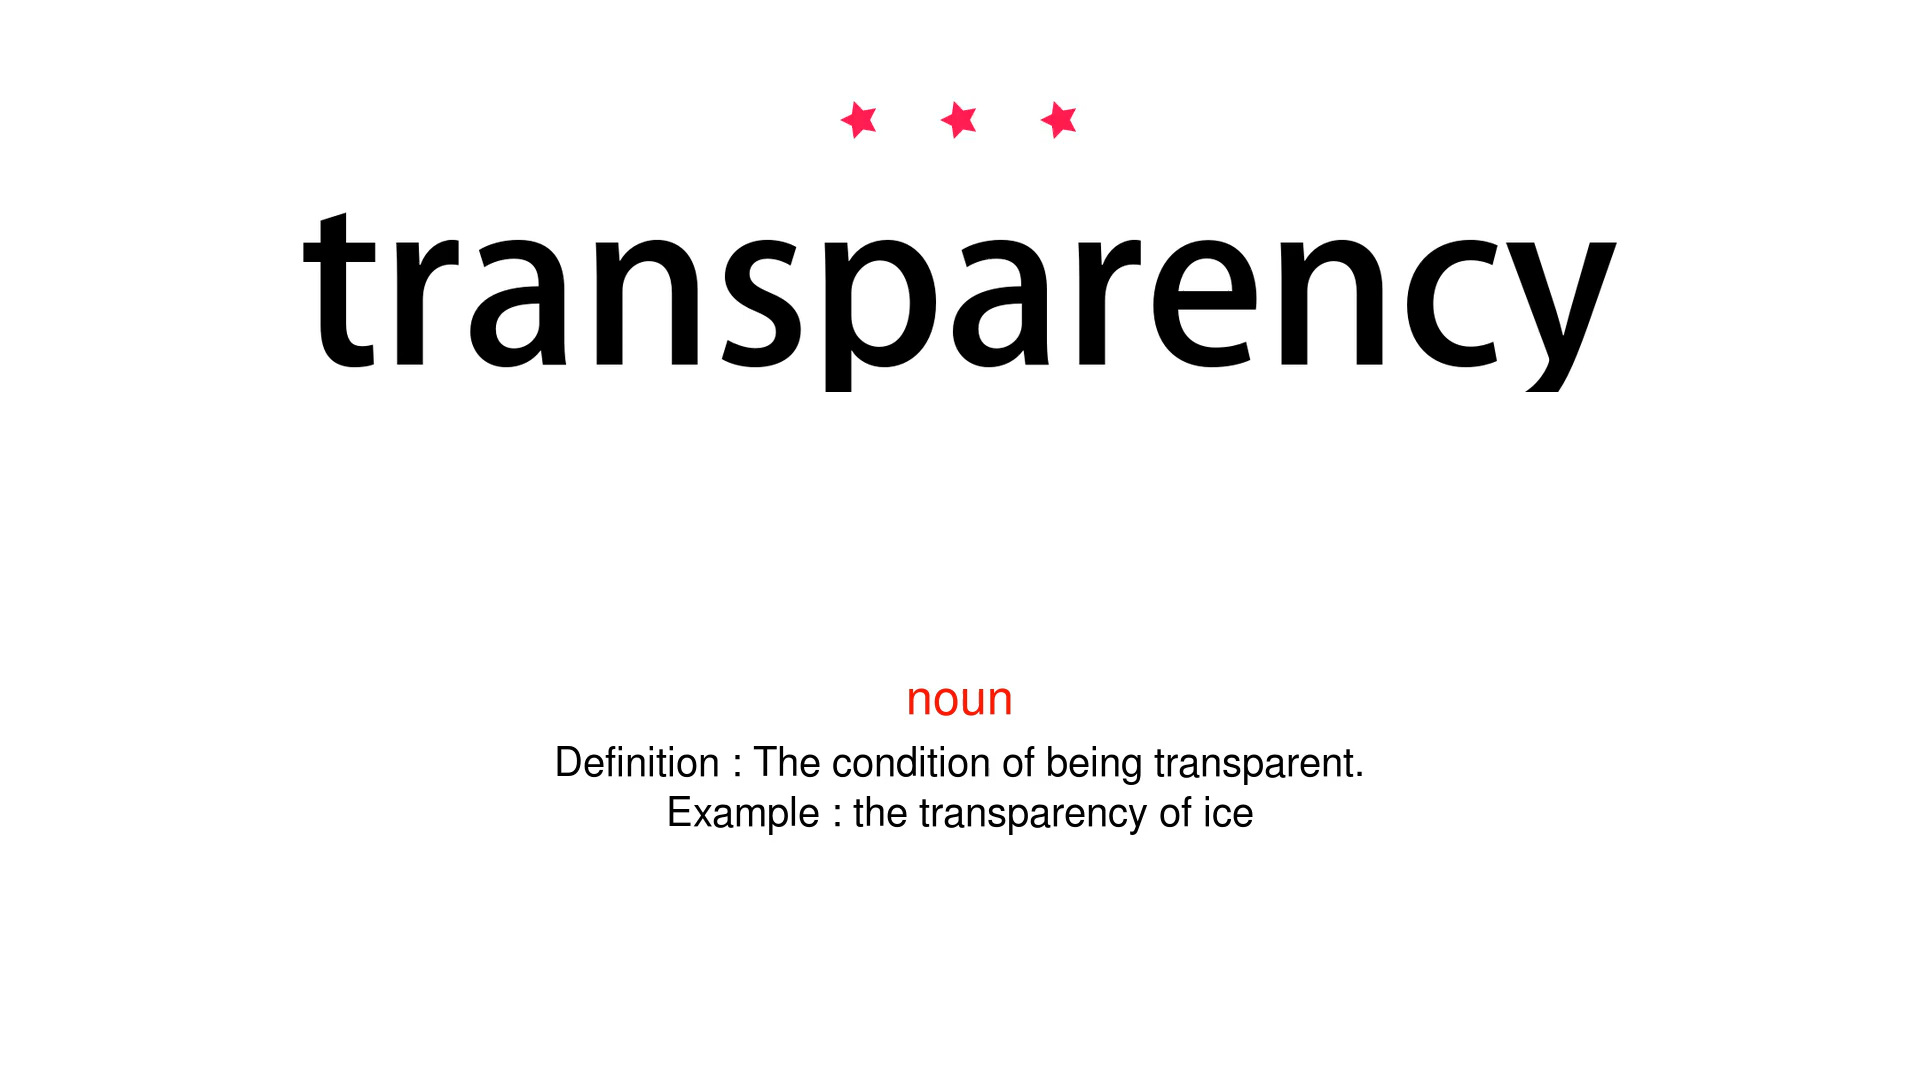 transparency
noun
Definition : The condition of being transparent.
Example : the transparency of ice